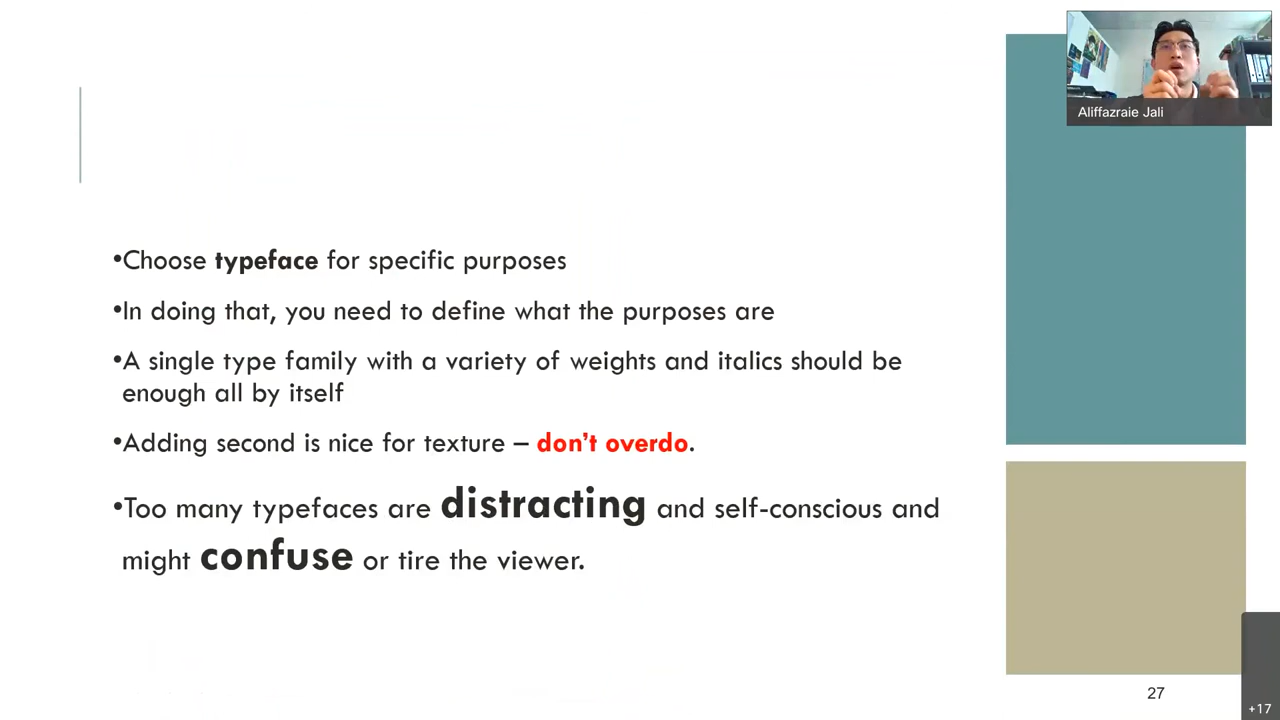 Aliffazraie Jali
•Choose typeface for specific purposes
•In doing that, you need to define what the purposes are
•A single type family with a variety of weights and italics should be
enough all by itself
•Adding second is nice for texture – don’t overdo.
•Too many typefaces are distracting and self-conscious and
might confuse or tire the viewer.
27
+17